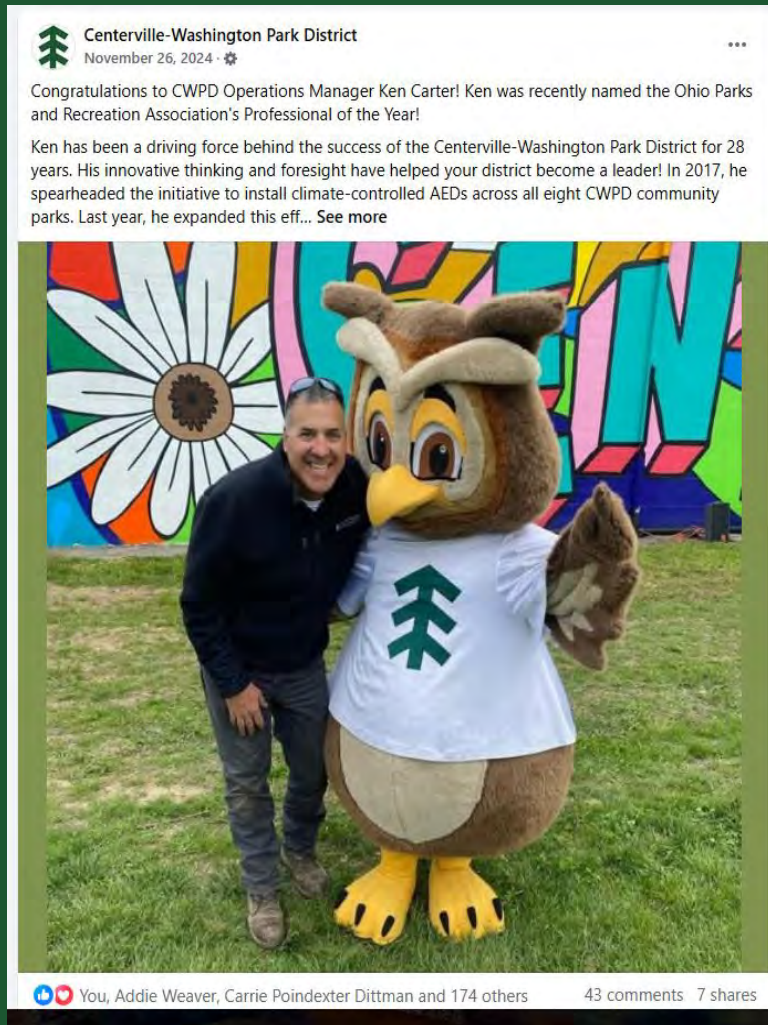 Centerville-Washington Park District
November 26, 2024 ·
Congratulations to CWPD Operations Manager Ken Carter! Ken was recently named the Ohio Parks
and Recreation Association's Professional of the Year!
Ken has been a driving force behind the success of the Centerville-Washington Park District for 28
years. His innovative thinking and foresight have helped your district become a leader! In 2017, he
spearheaded the initiative to install climate-controlled AEDs across all eight CWPD community
parks. Last year, he expanded this eff... See more
CEN
You, Addie Weaver, Carrie Poindexter Dittman and 174 others 43 comments 7 shares